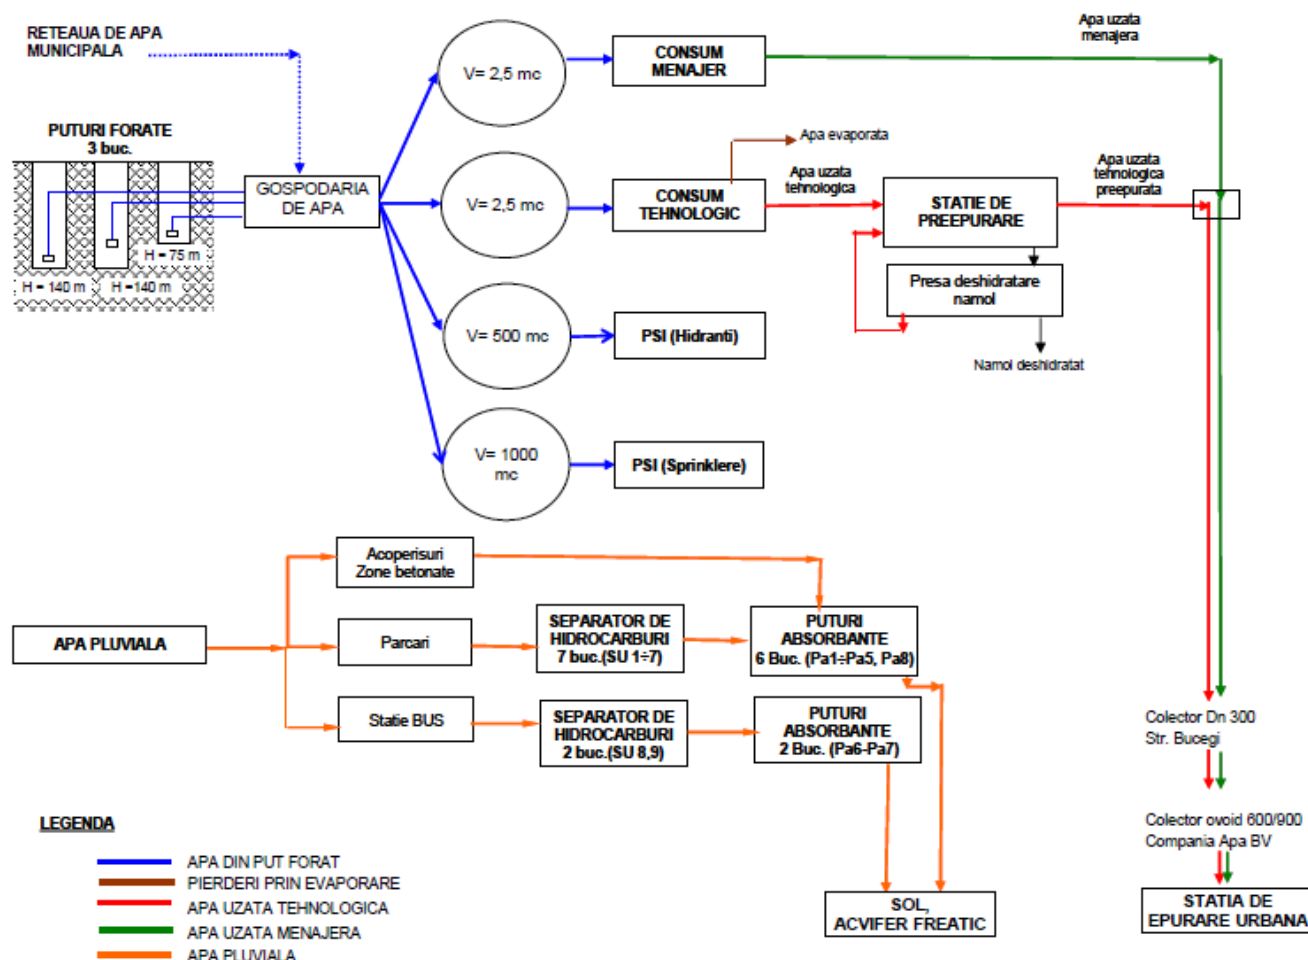 RETEAUA DE APA
MUNICIPALA
PUTURI FORATE
3 buc.
H = 75 m
H = 140 m
H = 140 m
GOSPODARIA
DE APA
V= 2,5 mc
CONSUM
MENAJER
Apa uzata
menajera
V= 2,5 mc
Apa evaporata
CONSUM
TEHNOLOGIC
Apa uzata
tehnologica
STATIE DE
PREEPURARE
Apa uzata
tehnologica
preepurata
Presa deshidratare
namol
Namol deshidratat
V= 500 mc
PSI (Hidranti)
V= 1000
mc
PSI (Sprinklere)
APA PLUVIALA
Acoperisuri
Zone betonate
Parcari
SEPARATOR DE
HIDROCARBURI
7 buc.(SU 1÷7)
PUTURI
ABSORBANTE
6 Buc. (Pa1÷Pa5, Pa8)
Statie BUS
SEPARATOR DE
HIDROCARBURI
2 buc.(SU 8,9)
PUTURI
ABSORBANTE
2 Buc. (Pa6-Pa7)
Colector Dn 300
Str. Bucegi
Colector ovoid 600/900
Compania Apa BV
STATIA DE
EPURARE URBANA
SOL,
ACVIFER FREATIC
LEGENDA
APA DIN PUT FORAT
PIERDERI PRIN EVAPORARE
APA UZATA TEHNOLOGICA
APA UZATA MENAJERA
APA PLUVIALA